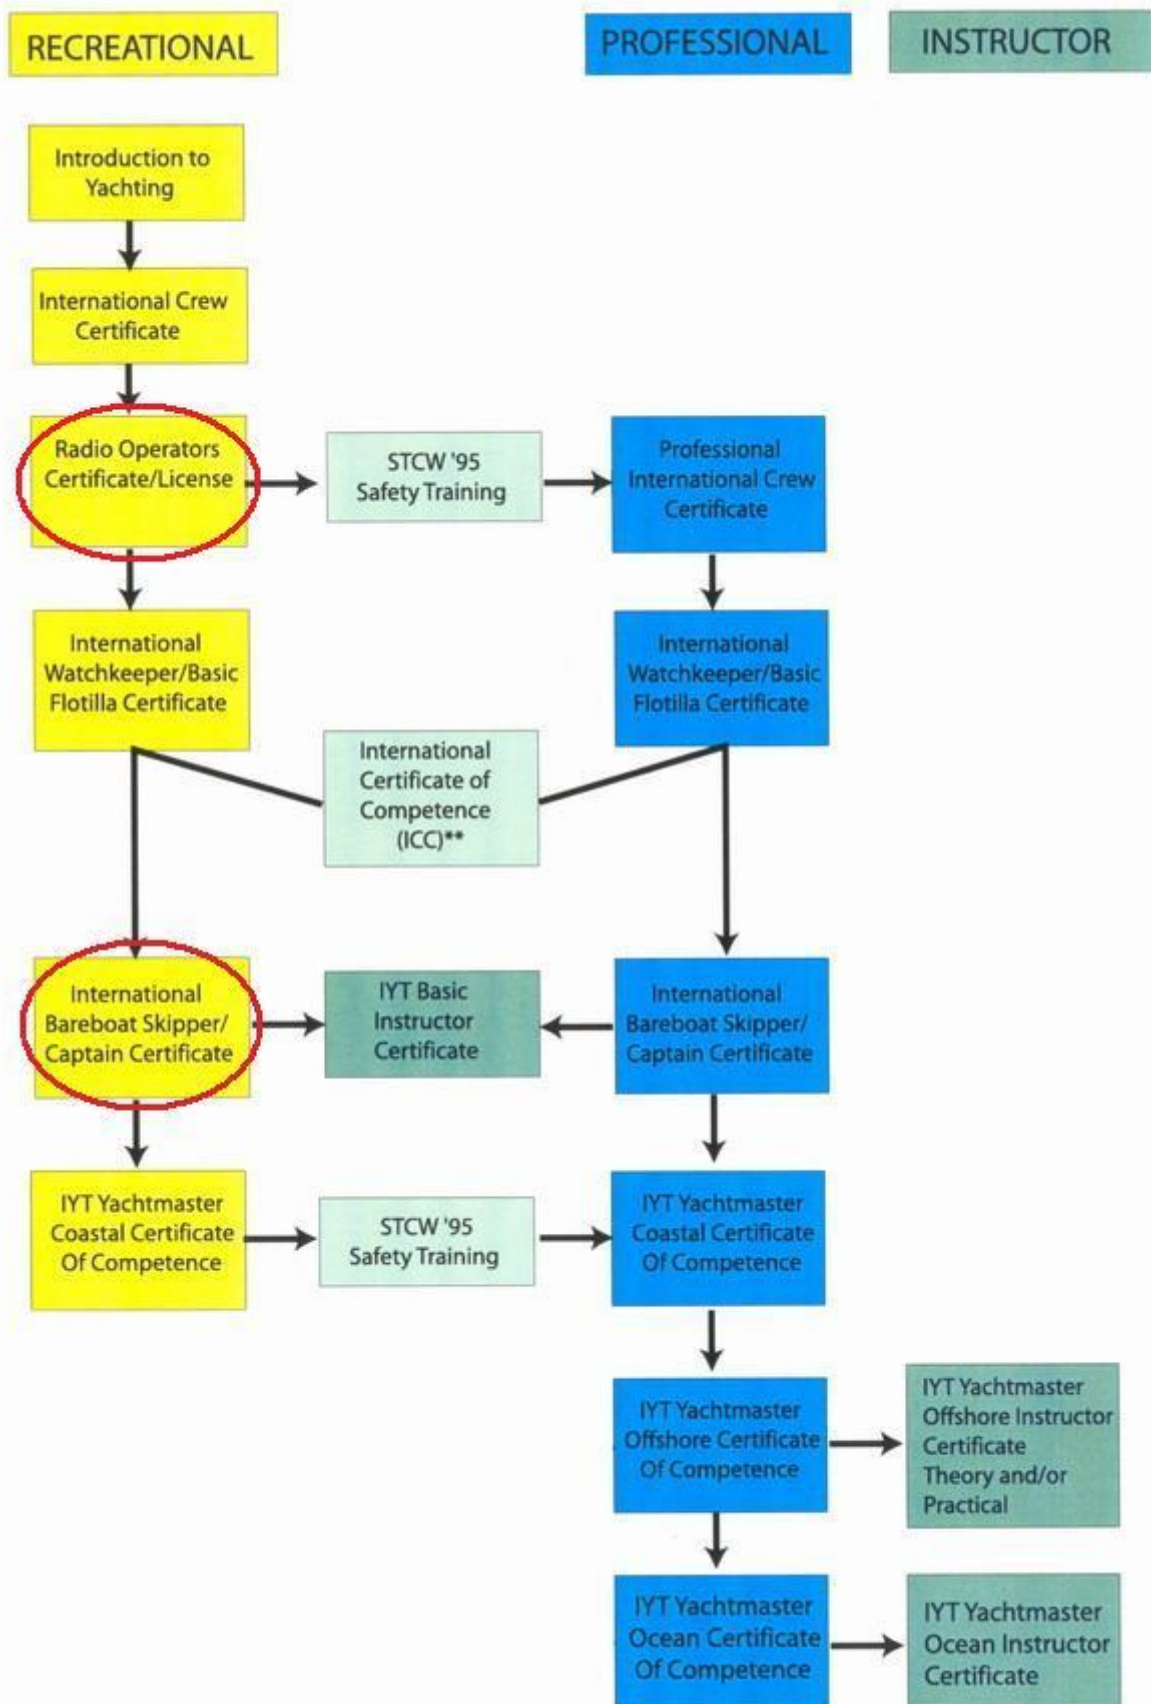 RECREATIONAL
PROFESSIONAL
INSTRUCTOR
Introduction to
Yachting
International Crew
Certificate
Radio Operators
Certificate/License
STCW '95
Safety Training
Professional
International Crew
Certificate
International
Watchkeeper/Basic
Flotilla Certificate
International
Watchkeeper/Basic
Flotilla Certificate
International
Certificate of
Competence
(ICC)**
International
Bareboat Skipper/
Captain Certificate
IYT Basic
Instructor
Certificate
International
Bareboat Skipper/
Captain Certificate
IYT Yachtmaster
Coastal Certificate
Of Competence
STCW '95
Safety Training
IYT Yachtmaster
Coastal Certificate
Of Competence
IYT Yachtmaster
Offshore Certificate
Of Competence
IYT Yachtmaster
Offshore Instructor
Certificate
Theory and/or
Practical
IYT Yachtmaster
Ocean Certificate
Of Competence
IYT Yachtmaster
Ocean Instructor
Certificate